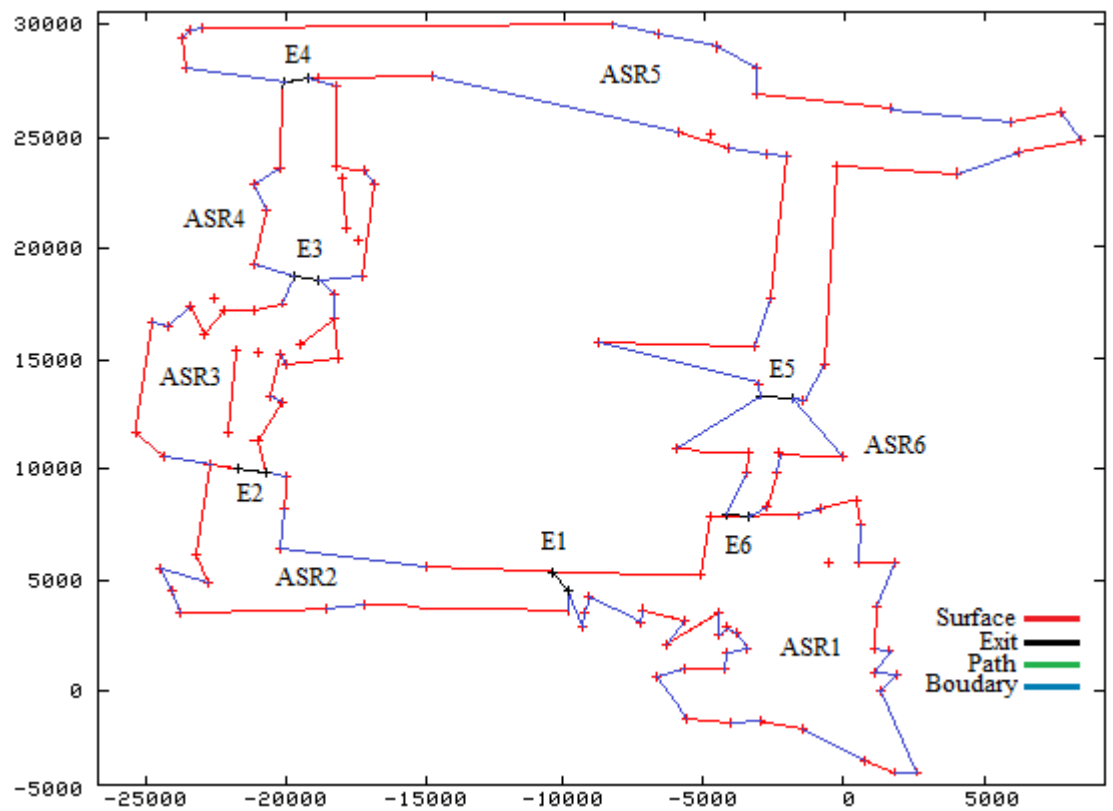 30000
E4
ASR5
25000
ASR4
20000
E3
15000
ASR3
E5
ASR6
10000
E2
E6
E1
5000
ASR2
ASR1
Surface
Exit
Path
Boudary
0
-5000
-25000 -20000 -15000 -10000 -5000 0 5000